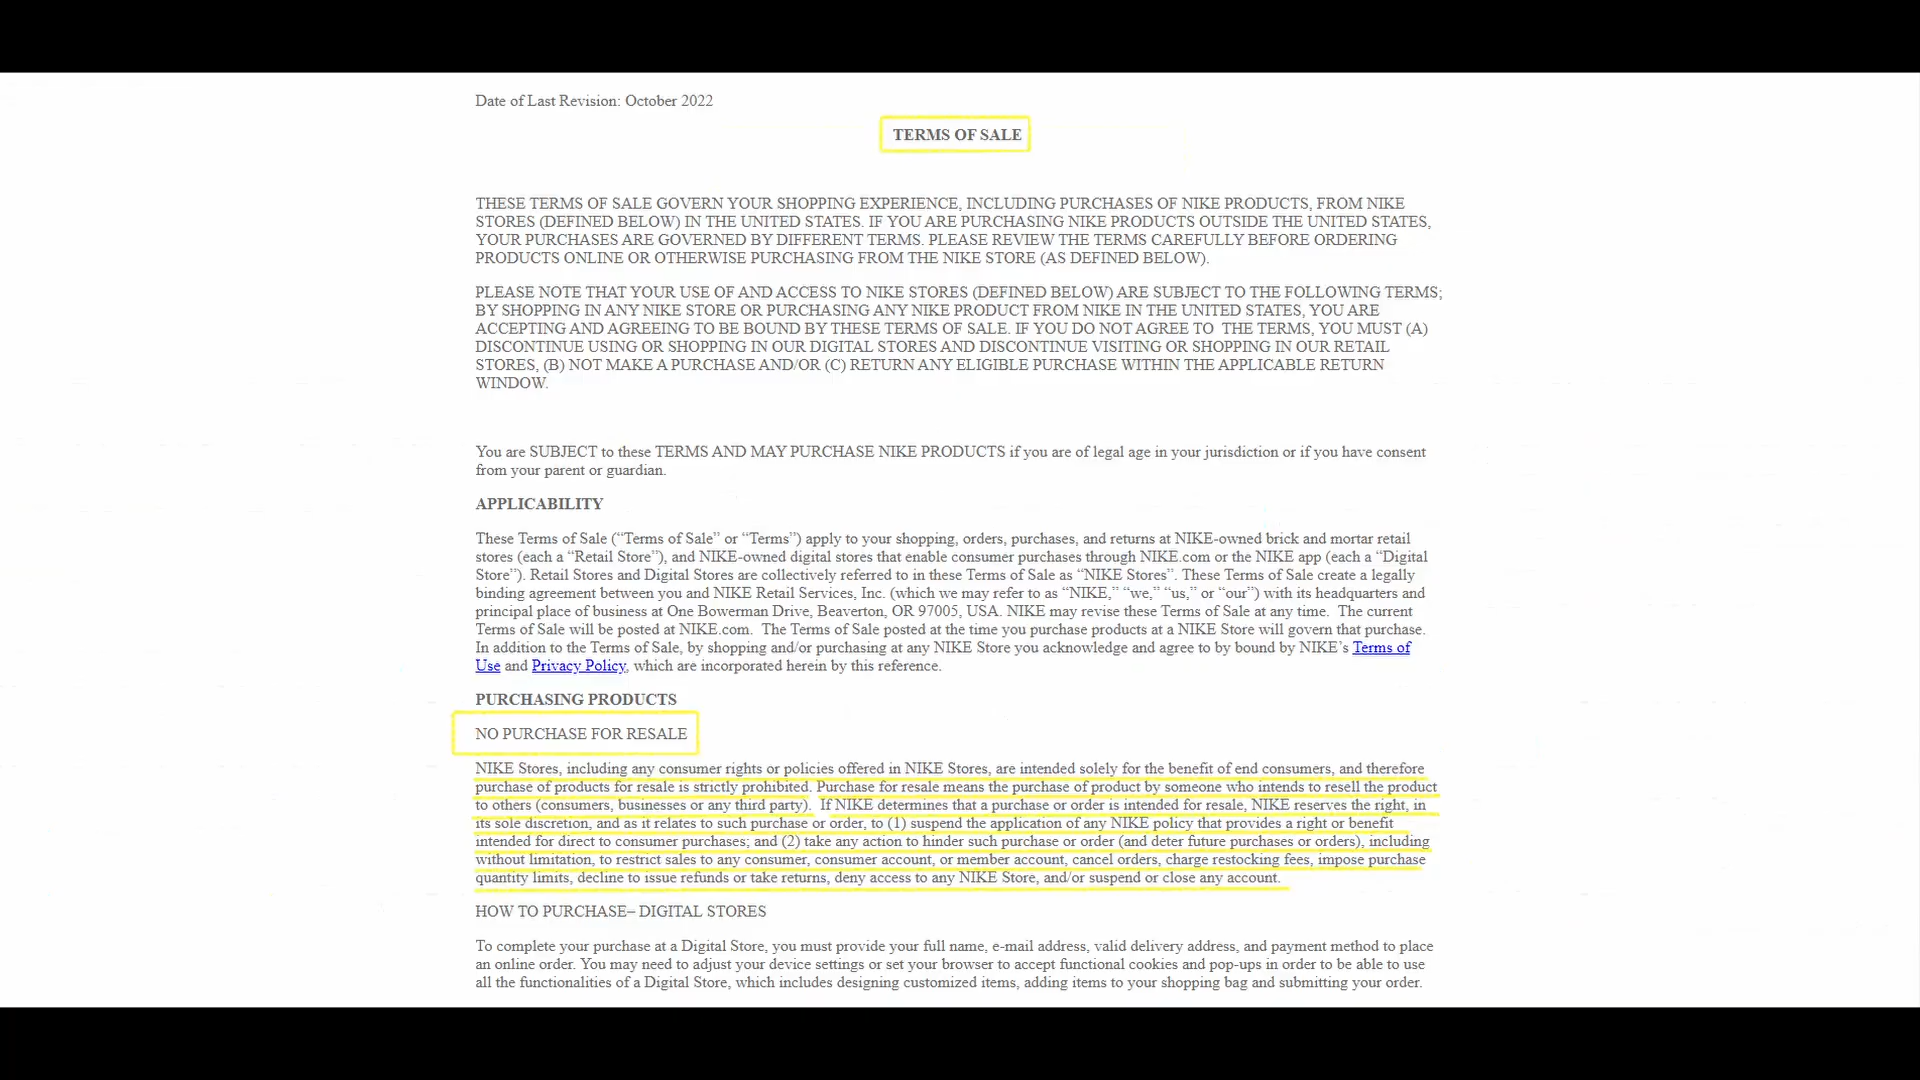 Date of Last Revision: October 2022
TERMS OF SALE
THESE TERMS OF SALE GOVERN YOUR SHOPPING EXPERIENCE, INCLUDING PURCHASES OF NIKE PRODUCTS, FROM NIKE
STORES (DEFINED BELOW) IN THE UNITED STATES. IF YOU ARE PURCHASING NIKE PRODUCTS OUTSIDE THE UNITED STATES,
YOUR PURCHASES ARE GOVERNED BY DIFFERENT TERMS. PLEASE REVIEW THE TERMS CAREFULLY BEFORE ORDERING
PRODUCTS ONLINE OR OTHERWISE PURCHASING FROM THE NIKE STORE (AS DEFINED BELOW).
PLEASE NOTE THAT YOUR USE OF AND ACCESS TO NIKE STORES (DEFINED BELOW) ARE SUBJECT TO THE FOLLOWING TERMS;
BY SHOPPING IN ANY NIKE STORE OR PURCHASING ANY NIKE PRODUCT FROM NIKE IN THE UNITED STATES, YOU ARE
ACCEPTING AND AGREEING TO BE BOUND BY THESE TERMS OF SALE. IF YOU DO NOT AGREE TO THE TERMS, YOU MUST (A)
DISCONTINUE USING OR SHOPPING IN OUR DIGITAL STORES AND DISCONTINUE VISITING OR SHOPPING IN OUR RETAIL
STORES, (B) NOT MAKE A PURCHASE AND/OR (C) RETURN ANY ELIGIBLE PURCHASE WITHIN THE APPLICABLE RETURN
WINDOW.
You are SUBJECT to these TERMS AND MAY PURCHASE NIKE PRODUCTS if you are of legal age in your jurisdiction or if you have consent
from your parent or guardian.
APPLICABILITY
These Terms of Sale (“Terms of Sale” or “Terms”) apply to your shopping, orders, purchases, and returns at NIKE-owned brick and mortar retail
stores (each a “Retail Store”), and NIKE-owned digital stores that enable consumer purchases through NIKE.com or the NIKE app (each a “Digital
Store”). Retail Stores and Digital Stores are collectively referred to in these Terms of Sale as “NIKE Stores”. These Terms of Sale create a legally
binding agreement between you and NIKE Retail Services, Inc. (which we may refer to as “NIKE,” “we,” “us,” or “our”) with its headquarters and
principal place of business at One Bowerman Drive, Beaverton, OR 97005, USA. NIKE may revise these Terms of Sale at any time. The current
Terms of Sale will be posted at NIKE.com. The Terms of Sale posted at the time you purchase products at a NIKE Store will govern that purchase.
In addition to the Terms of Sale, by shopping and/or purchasing at any NIKE Store you acknowledge and agree to by bound by NIKE’s Terms of
Use and Privacy Policy, which are incorporated herein by this reference.
PURCHASING PRODUCTS
NO PURCHASE FOR RESALE
NIKE Stores, including any consumer rights or policies offered in NIKE Stores, are intended solely for the benefit of end consumers, and therefore
purchase of products for resale is strictly prohibited. Purchase for resale means the purchase of product by someone who intends to resell the product
to others (consumers, businesses or any third party). If NIKE determines that a purchase or order is intended for resale, NIKE reserves the right, in
its sole discretion, and as it relates to such purchase or order, to (1) suspend the application of any NIKE policy that provides a right or benefit
intended for direct to consumer purchases; and (2) take any action to hinder such purchase or order (and deter future purchases or orders), including
without limitation, to restrict sales to any consumer, consumer account, or member account, cancel orders, charge restocking fees, impose purchase
quantity limits, decline to issue refunds or take returns, deny access to any NIKE Store, and/or suspend or close any account.
HOW TO PURCHASE– DIGITAL STORES
To complete your purchase at a Digital Store, you must provide your full name, e-mail address, valid delivery address, and payment method to place
an online order. You may need to adjust your device settings or set your browser to accept functional cookies and pop-ups in order to be able to use
all the functionalities of a Digital Store, which includes designing customized items, adding items to your shopping bag and submitting your order.